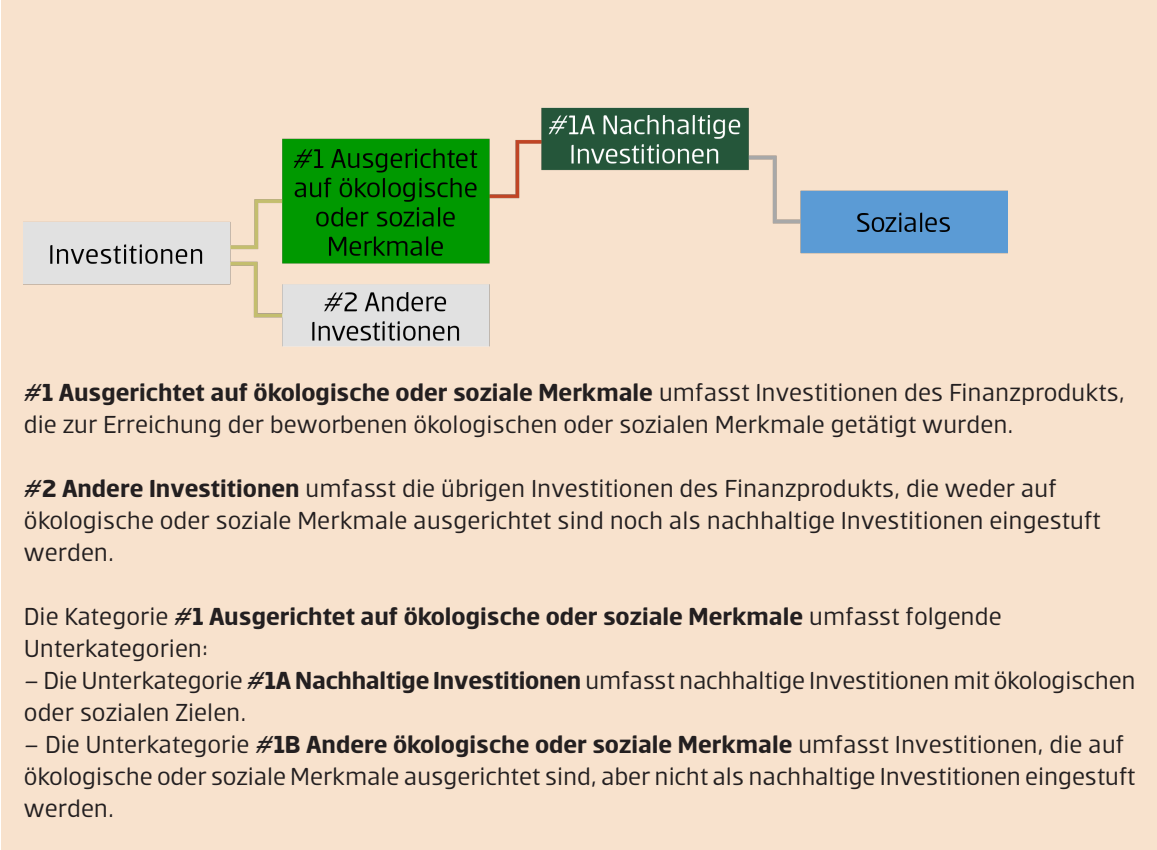 #1A Nachhaltige
Investitionen
#1 Ausgerichtet
auf ökologische
oder soziale
Merkmale
Soziales
Investitionen
#2 Andere
Investitionen
#1 Ausgerichtet auf ökologische oder soziale Merkmale umfasst Investitionen des Finanzprodukts,
die zur Erreichung der beworbenen ökologischen oder sozialen Merkmale getätigt wurden.
#2 Andere Investitionen umfasst die übrigen Investitionen des Finanzprodukts, die weder auf
ökologische oder soziale Merkmale ausgerichtet sind noch als nachhaltige Investitionen eingestuft
werden.
Die Kategorie #1 Ausgerichtet auf ökologische oder soziale Merkmale umfasst folgende
Unterkategorien:
– Die Unterkategorie #1A Nachhaltige Investitionen umfasst nachhaltige Investitionen mit ökologischen
oder sozialen Zielen.
– Die Unterkategorie #1B Andere ökologische oder soziale Merkmale umfasst Investitionen, die auf
ökologische oder soziale Merkmale ausgerichtet sind, aber nicht als nachhaltige Investitionen eingestuft
werden.